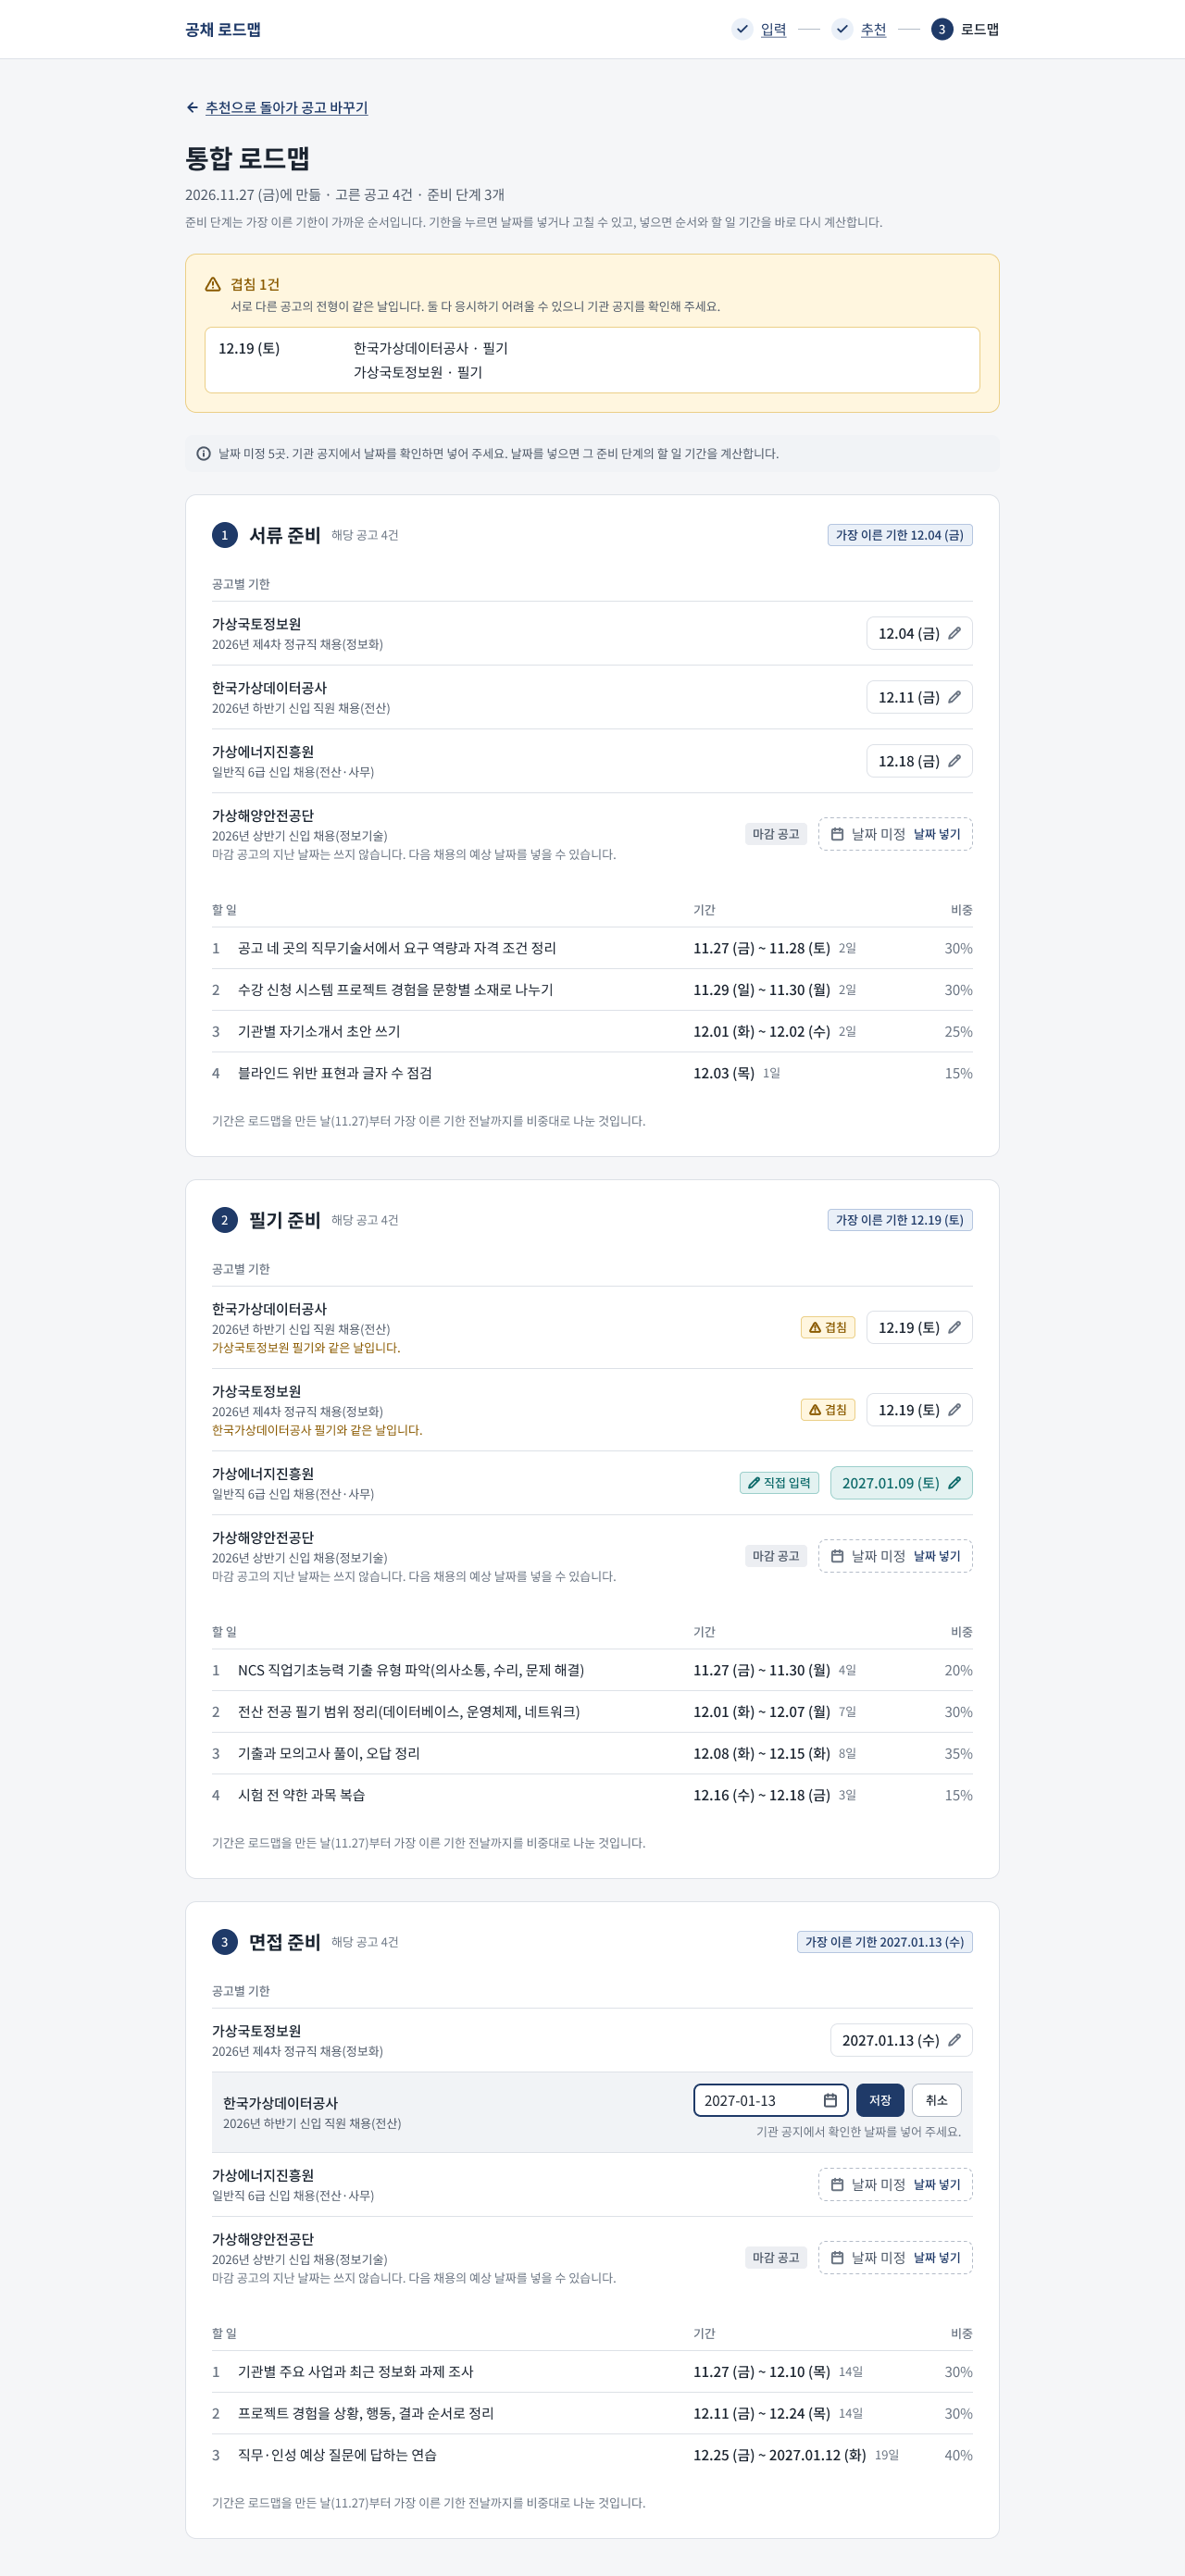 공채 로드맵
입력
추천
3 로드맵
추천으로 돌아가 공고 바꾸기
통합 로드맵
2026.11.27 (금)에 만듦 · 고른 공고 4건 · 준비 단계 3개
준비 단계는 가장 이른 기한이 가까운 순서입니다. 기한을 누르면 날짜를 넣거나 고칠 수 있고, 넣으면 순서와 할 일 기간을 바로 다시 계산합니다.
겹침 1건
서로 다른 공고의 전형이 같은 날입니다. 둘 다 응시하기 어려울 수 있으니 기관 공지를 확인해 주세요.
12.19 (토) 한국가상데이터공사 · 필기
가상국토정보원 · 필기
날짜 미정 5곳. 기관 공지에서 날짜를 확인하면 넣어 주세요. 날짜를 넣으면 그 준비 단계의 할 일 기간을 계산합니다.
1 서류 준비 해당 공고 4건 가장 이른 기한 12.04 (금)
공고별 기한
가상국토정보원
2026년 제4차 정규직 채용(정보화)
12.04 (금)
한국가상데이터공사
2026년 하반기 신입 직원 채용(전산)
12.11 (금)
가상에너지진흥원
일반직 6급 신입 채용(전산·사무)
12.18 (금)
가상해양안전공단
2026년 상반기 신입 채용(정보기술)
마감 공고의 지난 날짜는 쓰지 않습니다. 다음 채용의 예상 날짜를 넣을 수 있습니다.
마감 공고 날짜 미정 날짜 넣기
할 일 기간 비중
1 공고 네 곳의 직무기술서에서 요구 역량과 자격 조건 정리 11.27 (금) ~ 11.28 (토) 2일 30%
2 수강 신청 시스템 프로젝트 경험을 문항별 소재로 나누기 11.29 (일) ~ 11.30 (월) 2일 30%
3 기관별 자기소개서 초안 쓰기 12.01 (화) ~ 12.02 (수) 2일 25%
4 블라인드 위반 표현과 글자 수 점검 12.03 (목) 1일 15%
기간은 로드맵을 만든 날(11.27)부터 가장 이른 기한 전날까지를 비중대로 나눈 것입니다.
2 필기 준비 해당 공고 4건 가장 이른 기한 12.19 (토)
공고별 기한
한국가상데이터공사
2026년 하반기 신입 직원 채용(전산)
가상국토정보원 필기와 같은 날입니다.
겹침 12.19 (토)
가상국토정보원
2026년 제4차 정규직 채용(정보화)
한국가상데이터공사 필기와 같은 날입니다.
겹침 12.19 (토)
가상에너지진흥원
일반직 6급 신입 채용(전산·사무)
직접 입력 2027.01.09 (토)
가상해양안전공단
2026년 상반기 신입 채용(정보기술)
마감 공고의 지난 날짜는 쓰지 않습니다. 다음 채용의 예상 날짜를 넣을 수 있습니다.
마감 공고 날짜 미정 날짜 넣기
할 일 기간 비중
1 NCS 직업기초능력 기출 유형 파악(의사소통, 수리, 문제 해결) 11.27 (금) ~ 11.30 (월) 4일 20%
2 전산 전공 필기 범위 정리(데이터베이스, 운영체제, 네트워크) 12.01 (화) ~ 12.07 (월) 7일 30%
3 기출과 모의고사 풀이, 오답 정리 12.08 (화) ~ 12.15 (화) 8일 35%
4 시험 전 약한 과목 복습 12.16 (수) ~ 12.18 (금) 3일 15%
기간은 로드맵을 만든 날(11.27)부터 가장 이른 기한 전날까지를 비중대로 나눈 것입니다.
3 면접 준비 해당 공고 4건 가장 이른 기한 2027.01.13 (수)
공고별 기한
가상국토정보원
2026년 제4차 정규직 채용(정보화)
2027.01.13 (수)
한국가상데이터공사
2026년 하반기 신입 직원 채용(전산)
2027-01-13 저장 취소
기관 공지에서 확인한 날짜를 넣어 주세요.
가상에너지진흥원
일반직 6급 신입 채용(전산·사무)
날짜 미정 날짜 넣기
가상해양안전공단
2026년 상반기 신입 채용(정보기술)
마감 공고의 지난 날짜는 쓰지 않습니다. 다음 채용의 예상 날짜를 넣을 수 있습니다.
마감 공고 날짜 미정 날짜 넣기
할 일 기간 비중
1 기관별 주요 사업과 최근 정보화 과제 조사 11.27 (금) ~ 12.10 (목) 14일 30%
2 프로젝트 경험을 상황, 행동, 결과 순서로 정리 12.11 (금) ~ 12.24 (목) 14일 30%
3 직무·인성 예상 질문에 답하는 연습 12.25 (금) ~ 2027.01.12 (화) 19일 40%
기간은 로드맵을 만든 날(11.27)부터 가장 이른 기한 전날까지를 비중대로 나눈 것입니다.